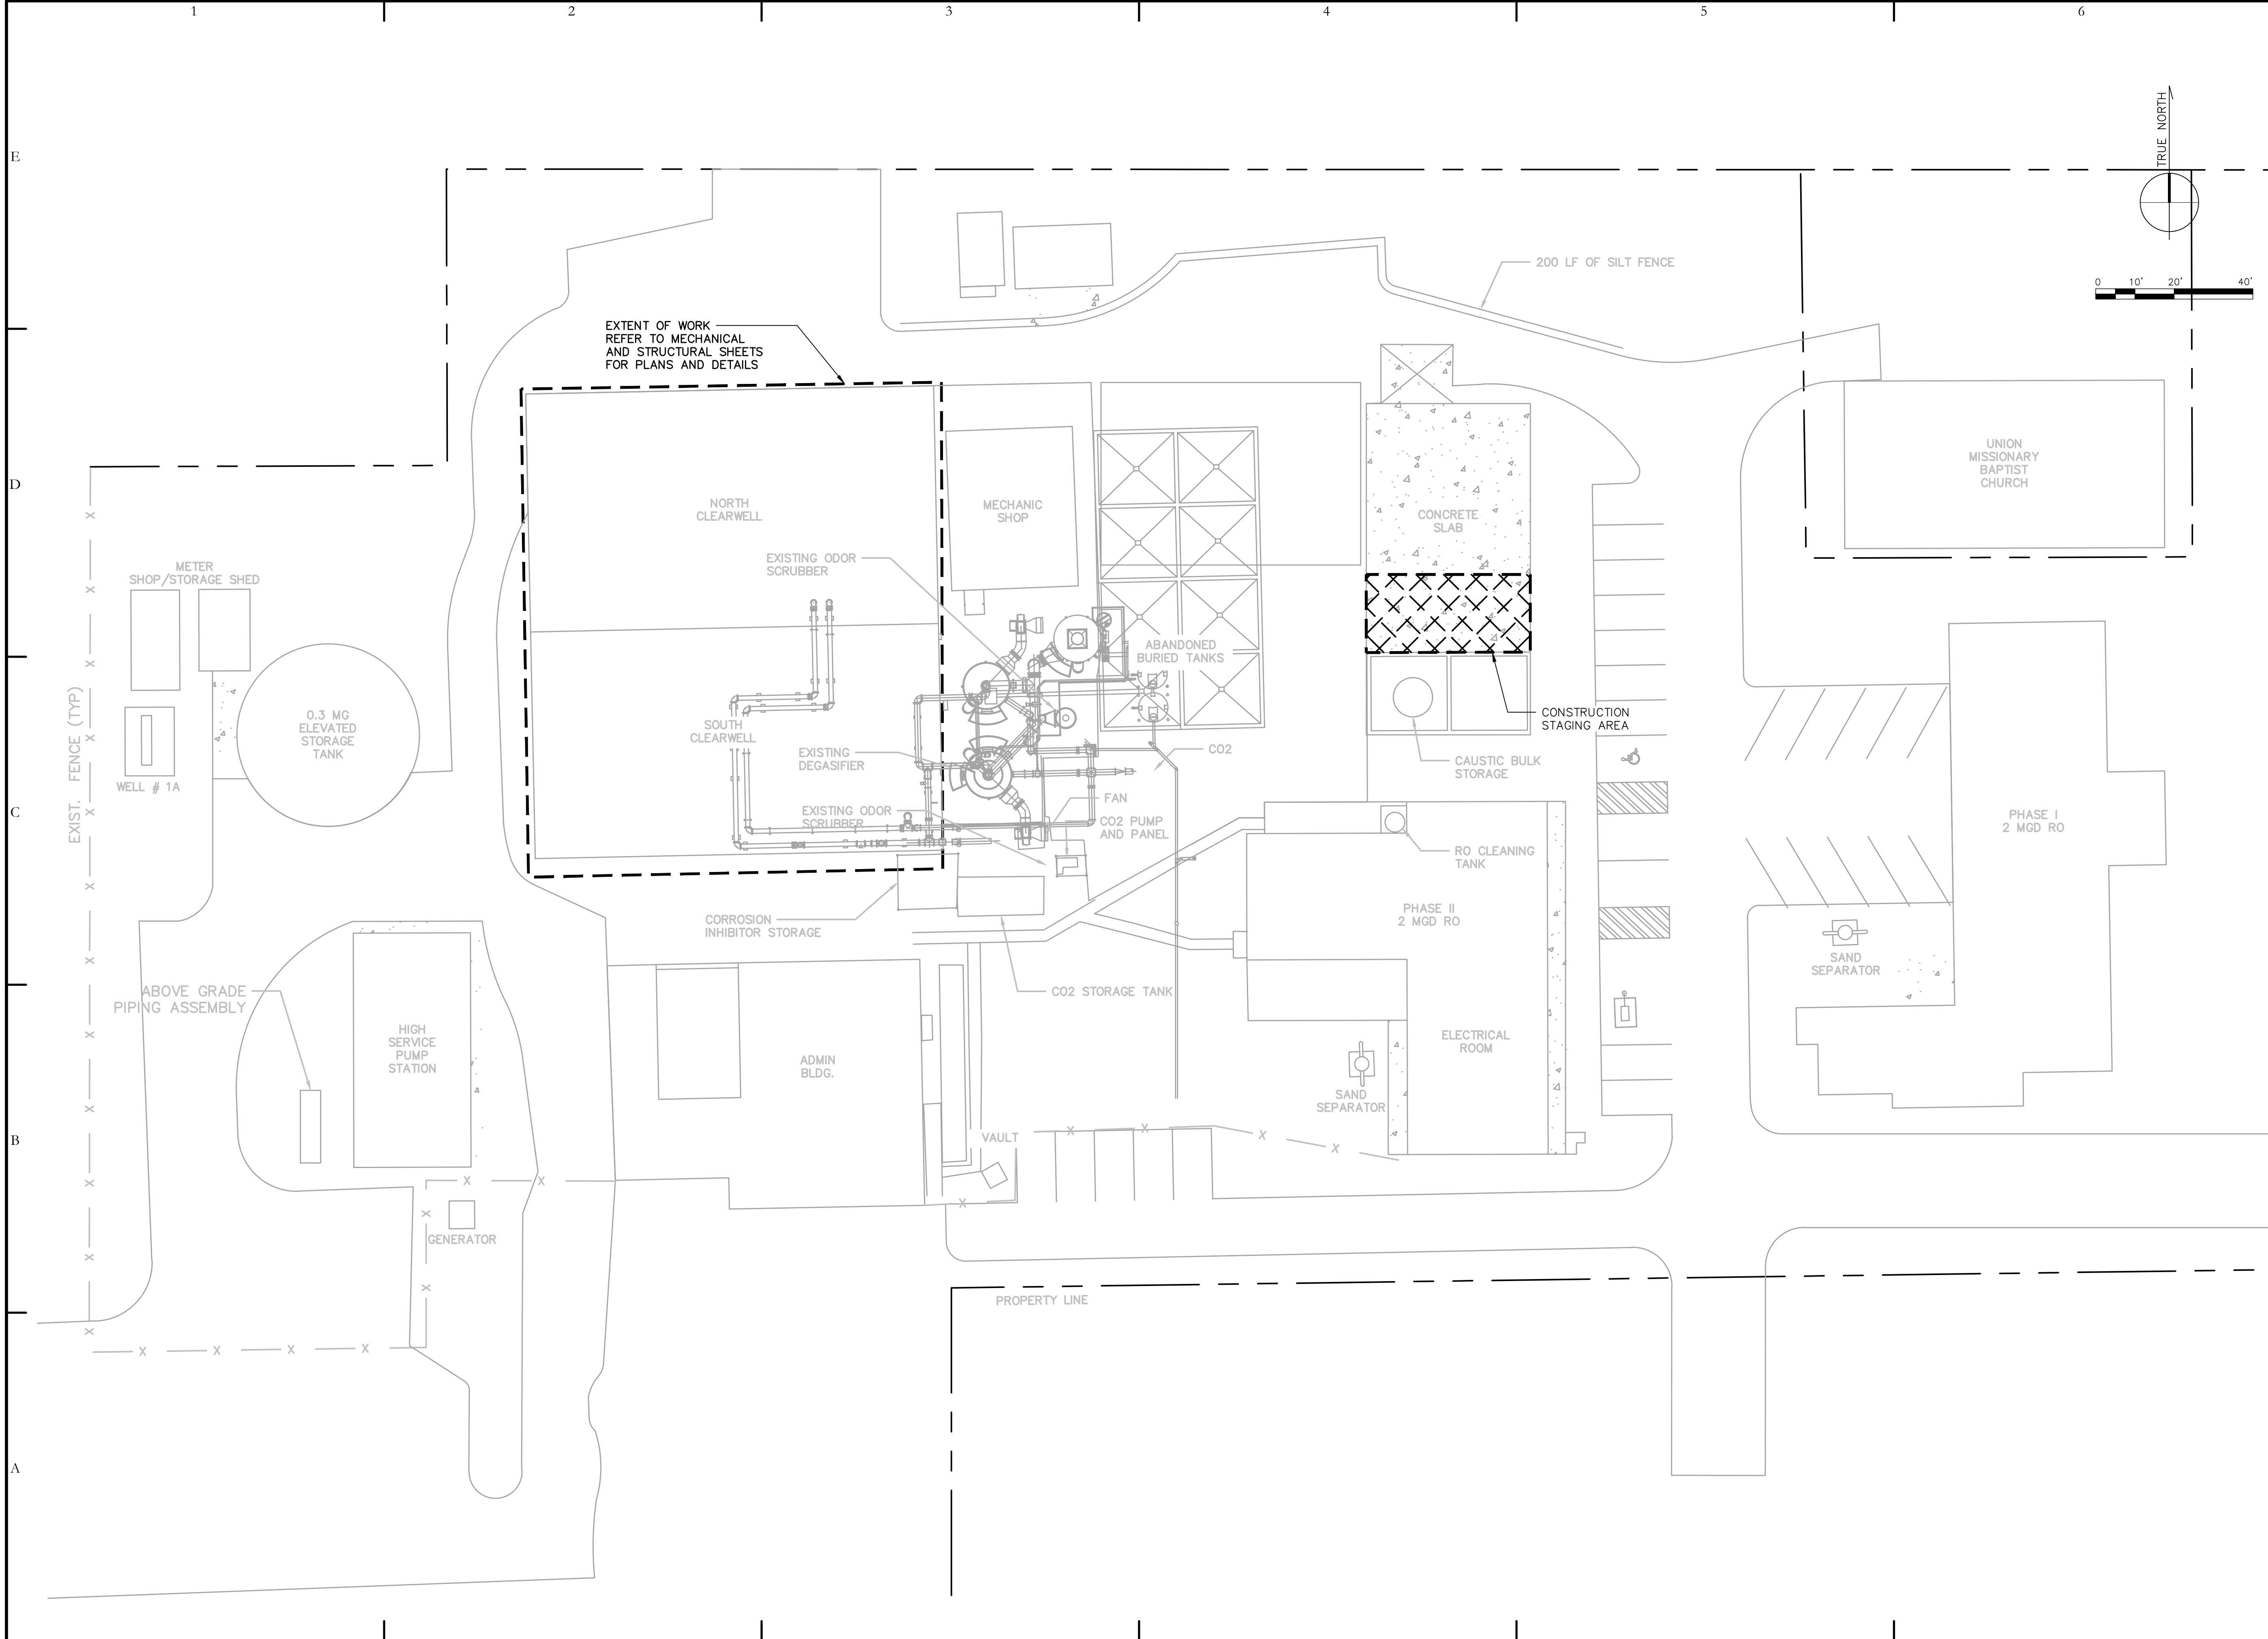 1
2
3
4
5
6
E
D
C
B
A
TRUE NORTH
0 10' 20' 40'
200 LF OF SILT FENCE
EXTENT OF WORK
REFER TO MECHANICAL
AND STRUCTURAL SHEETS
FOR PLANS AND DETAILS
NORTH
CLEARWELL
MECHANIC
SHOP
CONCRETE
SLAB
UNION
MISSIONARY
BAPTIST
CHURCH
EXISTING ODOR
SCRUBBER
METER
SHOP/STORAGE SHED
ABANDONED
BURIED TANKS
EXIST. FENCE (TYP)
0.3 MG
ELEVATED
STORAGE
TANK
WELL # 1A
SOUTH
CLEARWELL
EXISTING
DEGASIFIER
CO2
CONSTRUCTION
STAGING AREA
CAUSTIC BULK
STORAGE
EXISTING ODOR
SCRUBBER
FAN
CO2 PUMP
AND PANEL
RO CLEANING
TANK
PHASE I
2 MGD RO
CORROSION
INHIBITOR STORAGE
PHASE II
2 MGD RO
SAND
SEPARATOR
ABOVE GRADE
PIPING ASSEMBLY
CO2 STORAGE TANK
HIGH
SERVICE
PUMP
STATION
ADMIN
BLDG.
ELECTRICAL
ROOM
SAND
SEPARATOR
VAULT
GENERATOR
PROPERTY LINE